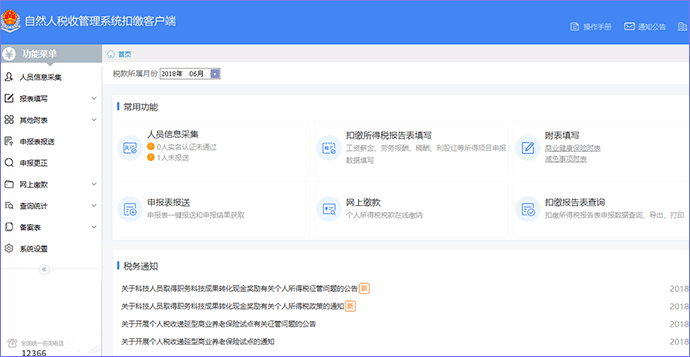 自然人税收管理系统扣缴客户端
操作手册
通知公告
功能菜单
首页
人员信息采集
报表填写
其他附表
申报表报送
申报更正
网上缴款
查询统计
备案表
系统设置
全国统一咨询电话
12366
税款所属月份 2018年 06月
常用功能
人员信息采集
0人实名认证未通过
1人未报送
扣缴所得税报告表填写
工资薪金、劳务报酬、稿酬、利股红等所得项目申报
数据填写
附表填写
商业健康保险附表
减免事项附表
申报表报送
申报表一键报送和申报结果获取
网上缴款
个人所得税税款在线缴纳
扣缴报告表查询
扣缴所得税报告表申报数据查询、导出、打印
税务通知
关于科技人员取得职务科技成果转化现金奖励有关个人所得税征管问题的公告 新
2018
关于科技人员取得职务科技成果转化现金奖励有关个人所得税政策的通知 新
2018
关于开展个人税收递延型商业养老保险试点有关征管问题的公告
2018
关于开展个人税收递延型商业养老保险试点的通知
2018